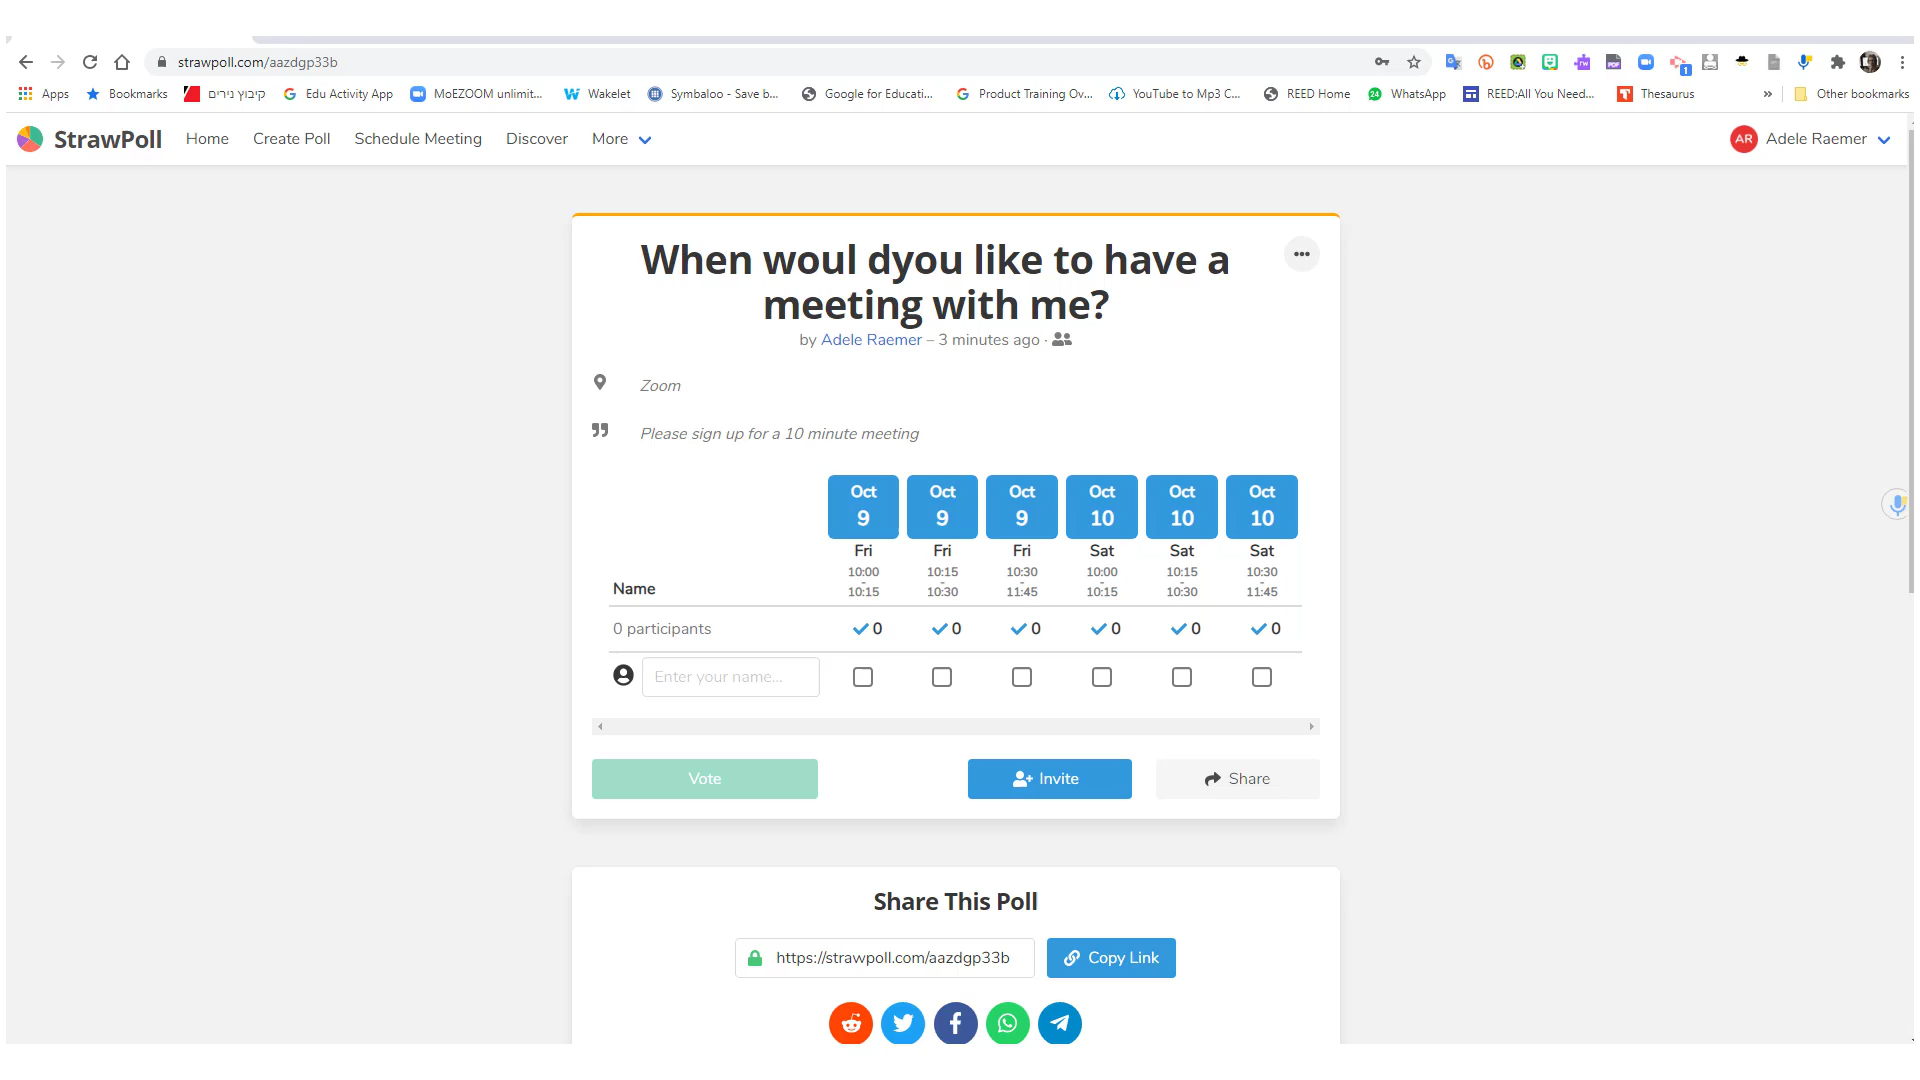 strawpoll.com/aazdgp33b
Apps Bookmarks קיבוץ נירים Edu Activity App MoEZOOM unlimit... Wakelet Symbaloo - Save b... Google for Educati... Product Training Ov... YouTube to Mp3 C... REED Home 24 WhatsApp REED:All You Need... Thesaurus » Other bookmarks
StrawPoll Home Create Poll Schedule Meeting Discover More AR Adele Raemer
When woul dyou like to have a
meeting with me?
by Adele Raemer – 3 minutes ago ·
Zoom
Please sign up for a 10 minute meeting
Oct Oct Oct Oct Oct Oct
9 9 9 10 10 10
Fri Fri Fri Sat Sat Sat
10:00 10:15 10:30 10:00 10:15 10:30
- - - - - -
Name 10:15 10:30 11:45 10:15 10:30 11:45
0 participants 0 0 0 0 0 0
Enter your name...
Vote Invite Share
Share This Poll
https://strawpoll.com/aazdgp33b Copy Link